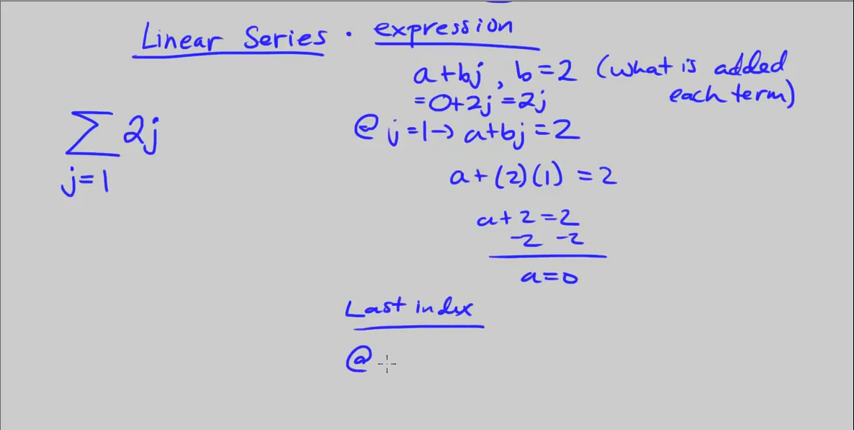 Linear Series · expression
a+bj, b=2 (what is added
=0+2j=2j each term)
∑ 2j
j=1
@ j=1→ a+bj=2
a+(2)(1)=2
a+2=2
-2 -2
a=0
Last index
@